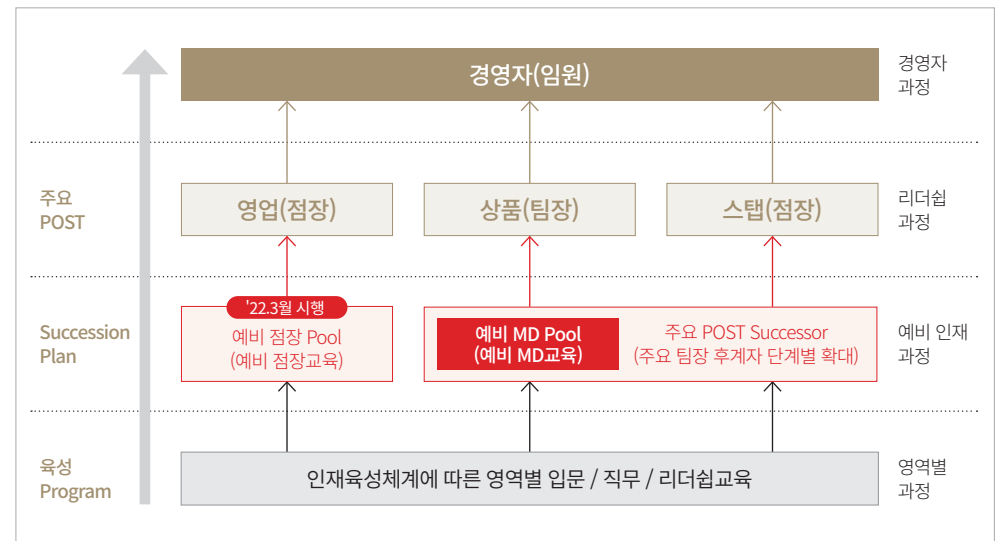 경영자(임원)
경영자
과정
주요
POST
영업(점장)
상품(팀장)
스탭(점장)
리더쉽
과정
'22.3월 시행
Succession
Plan
예비 점장 Pool
(예비 점장교육)
예비 MD Pool
(예비 MD교육)
주요 POST Successor
(주요 팀장 후계자 단계별 확대)
예비 인재
과정
육성
Program
인재육성체계에 따른 영역별 입문 / 직무 / 리더쉽교육
영역별
과정